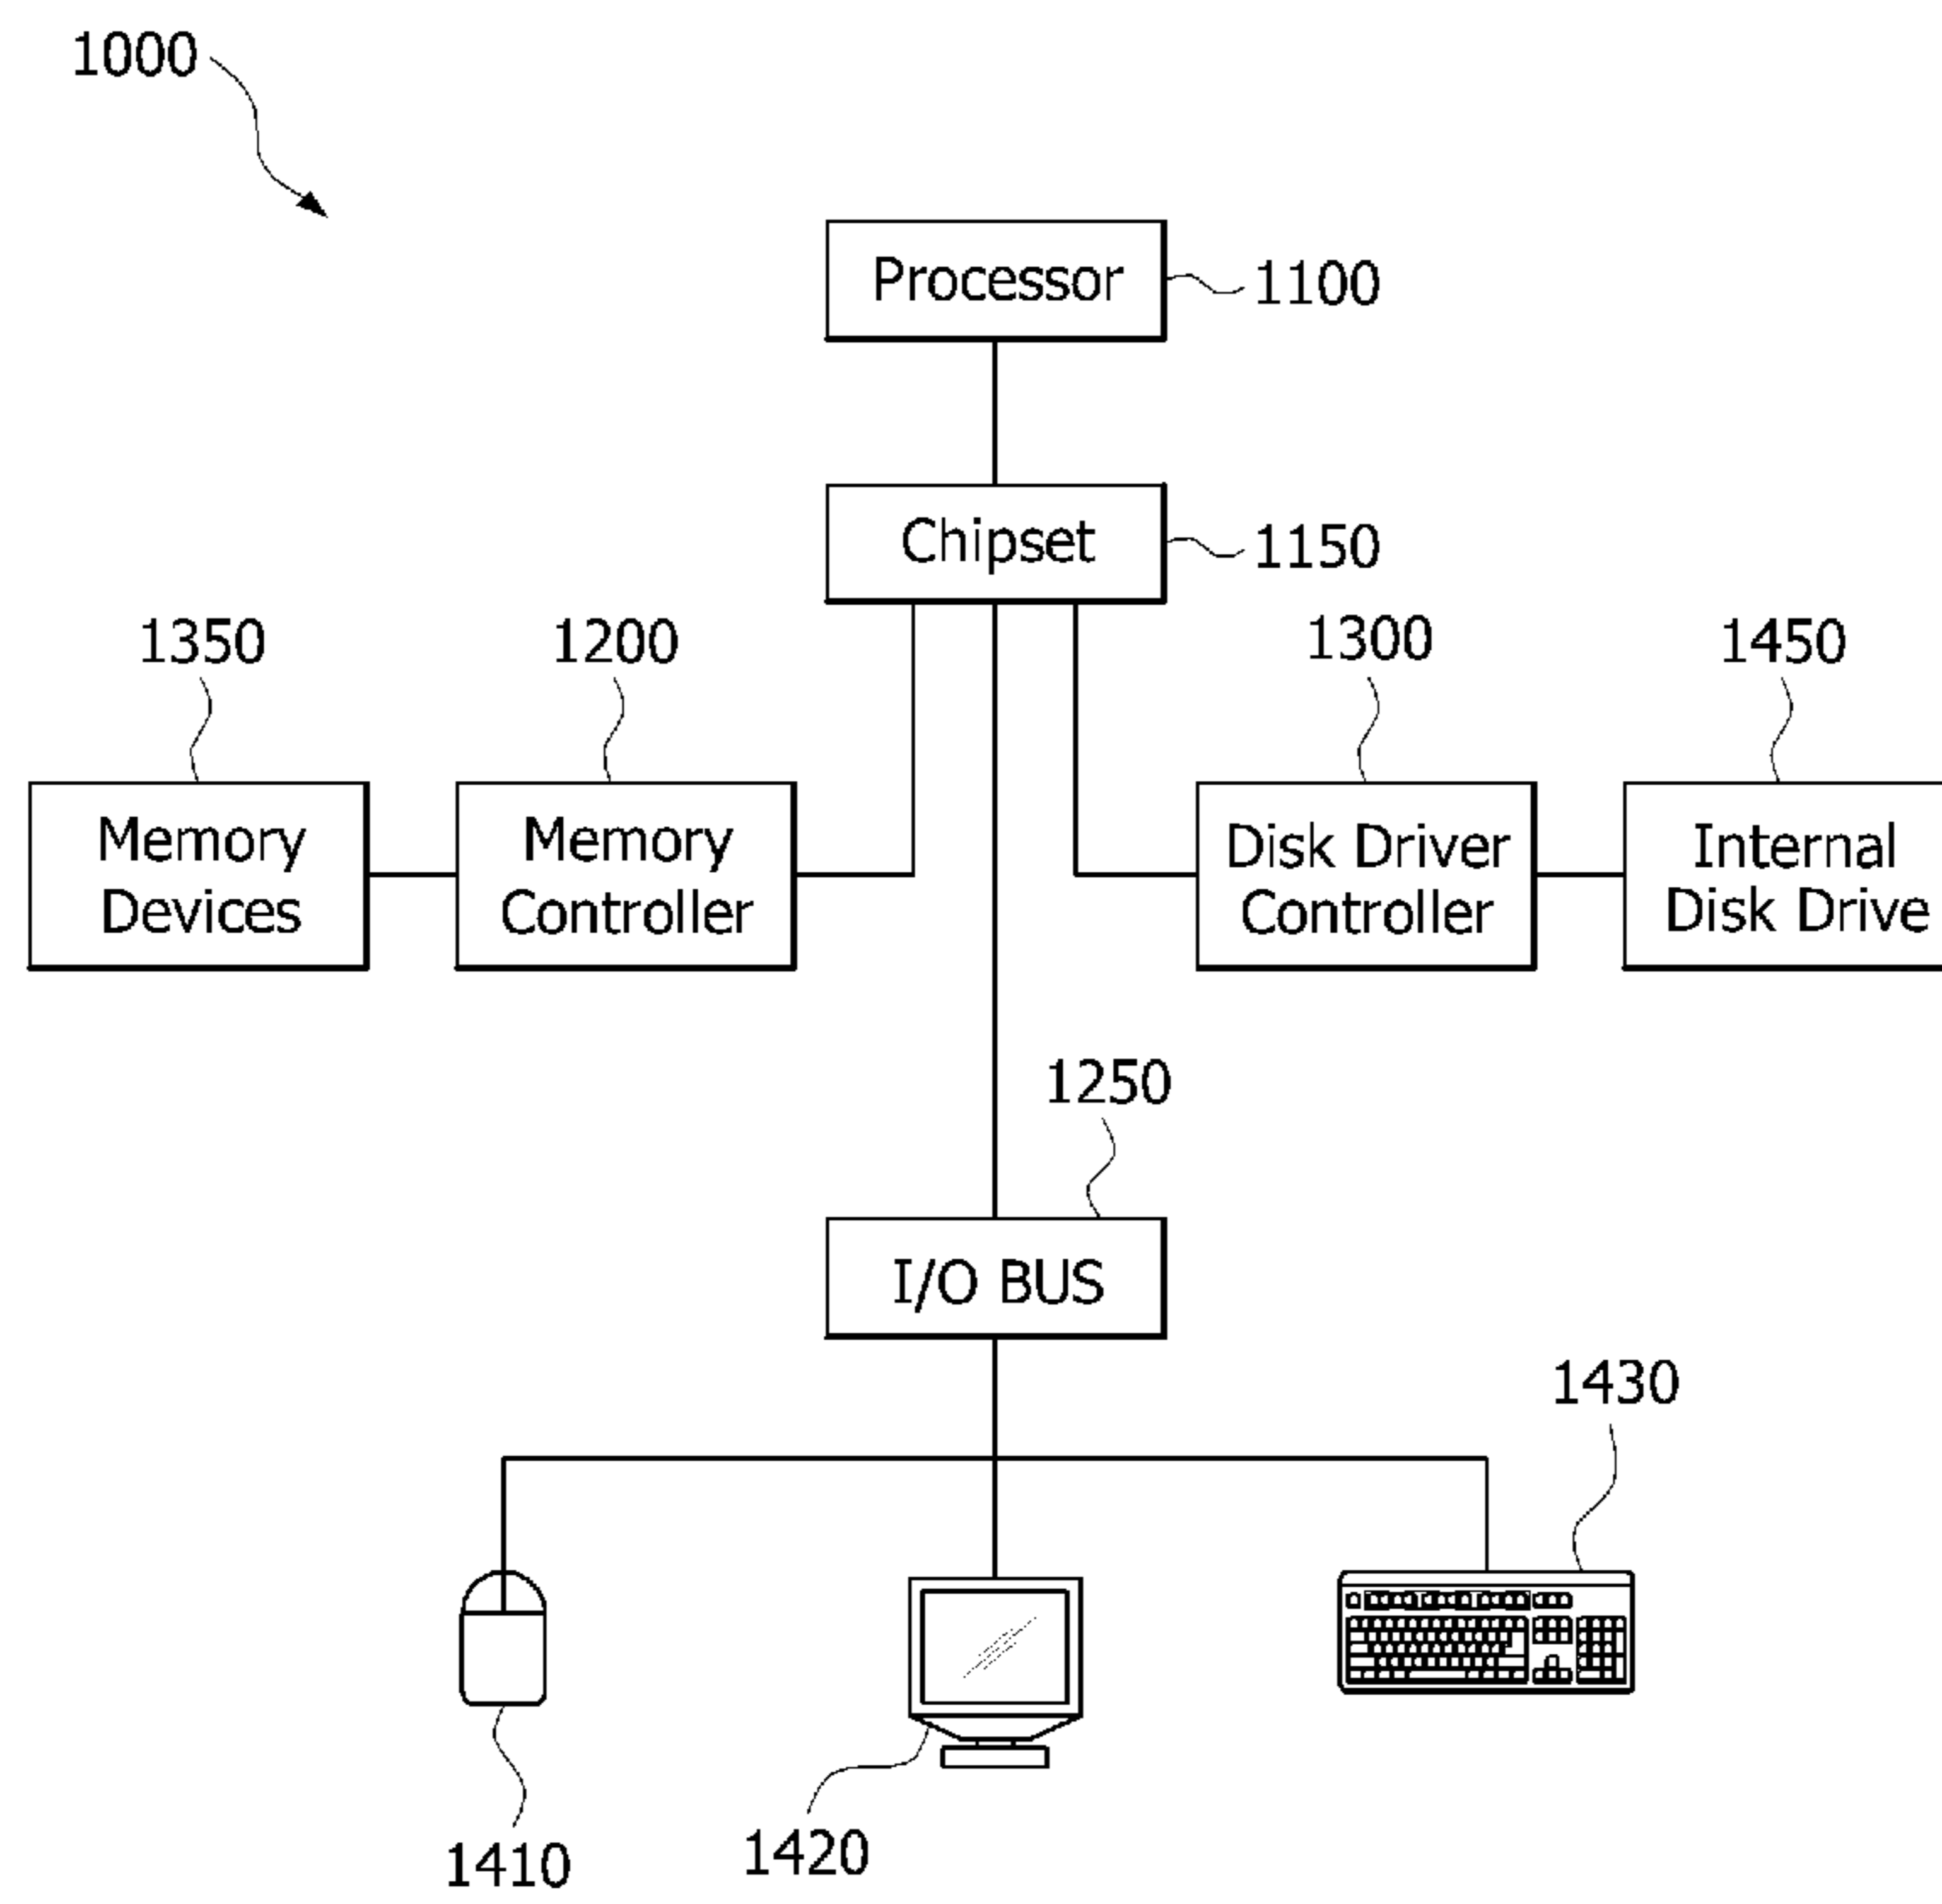 1000
Processor
1100
Chipset
1150
1350
1200
1300
1450
Memory
Devices
Memory
Controller
Disk Driver
Controller
Internal
Disk Drive
1250
I/O BUS
1430
1410
1420